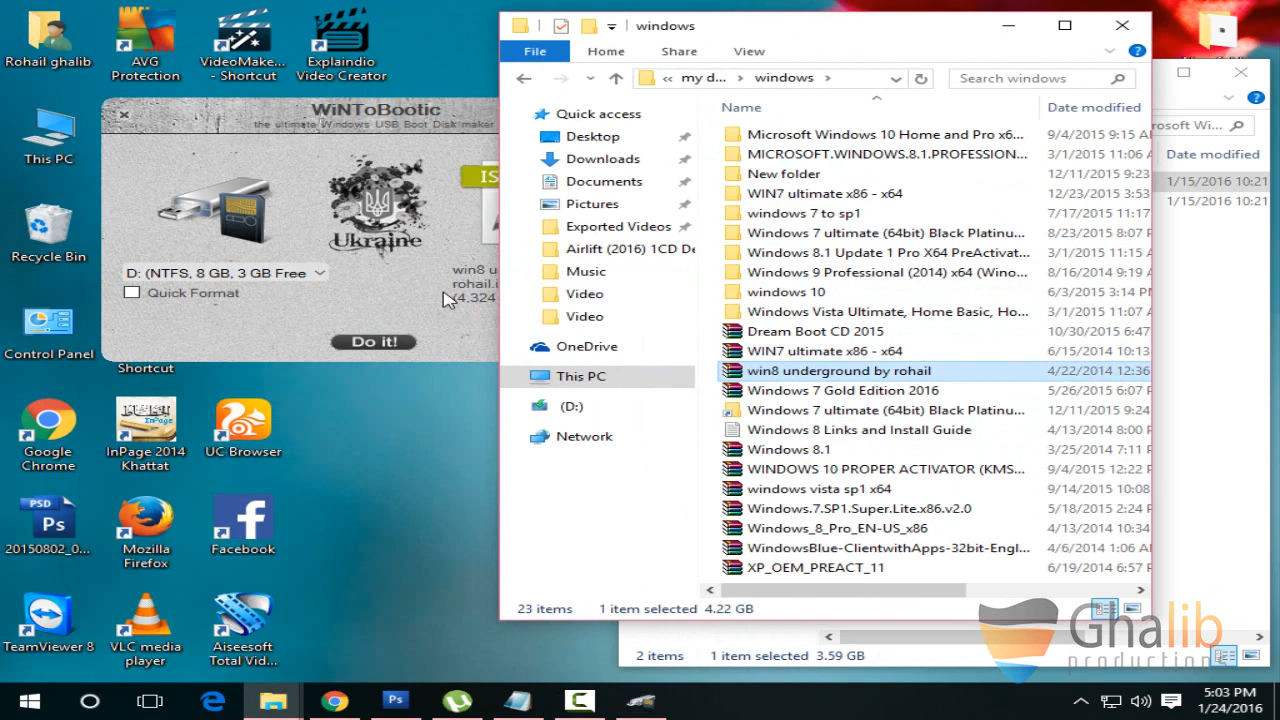 Rohail ghalib
AVG
Protection
VideoMake...
- Shortcut
Explaindio
Video Creator
This PC
Recycle Bin
Control Panel
Shortcut
Google
Chrome
InPage 2014
Khattat
UC Browser
20150802_0...
Mozilla
Firefox
Facebook
TeamViewer 8
VLC media
player
Aiseesoft
Total Vid...
PSD
Ps
InPage
WiNToBootic
the ultimate Windows USB Boot Disk maker
Ukraine
IS
D: (NTFS, 8 GB, 3 GB Free
Quick Format
win8 u
rohail.i
(4,324
Do it!
windows
File
Home
Share
View
« my d... › windows ›
Search windows
Quick access
Desktop
Downloads
Documents
Pictures
Exported Videos
Airlift (2016) 1CD De
Music
Video
Video
OneDrive
This PC
(D:)
Network
Name
Date modified
Microsoft Windows 10 Home and Pro x6... 9/4/2015 9:15 A
MICROSOFT.WINDOWS.8.1.PROFESSION... 3/1/2015 11:06
New folder 12/11/2015 9:23
WIN7 ultimate x86 - x64 12/23/2015 3:53
windows 7 to sp1 7/17/2015 11:17
Windows 7 ultimate (64bit) Black Platinu... 8/23/2015 8:07
Windows 8.1 Update 1 Pro X64 PreActivat... 3/1/2015 11:15
Windows 9 Professional (2014) x64 (Wino... 8/16/2014 9:19
windows 10 6/3/2015 3:14 P
Windows Vista Ultimate, Home Basic, Ho... 3/1/2015 11:07
Dream Boot CD 2015 10/30/2015 6:47
WIN7 ultimate x86 - x64 6/15/2014 10:13
win8 underground by rohail 4/22/2014 12:36
Windows 7 Gold Edition 2016 5/26/2015 6:07
Windows 7 ultimate (64bit) Black Platinu... 12/11/2015 9:24
Windows 8 Links and Install Guide 4/13/2014 8:00
Windows 8.1 3/25/2014 7:11
WINDOWS 10 PROPER ACTIVATOR (KMS... 9/4/2015 12:22
windows vista sp1 x64 9/14/2015 10:08
Windows.7.SP1.Super.Lite.x86.v2.0 5/18/2015 2:24
Windows_8_Pro_EN-US_x86 4/13/2014 10:34
WindowsBlue-ClientwithApps-32bit-Engl... 4/6/2014 1:06 A
XP_OEM_PREACT_11 6/19/2014 6:57
23 items 1 item selected 4.22 GB
rosoft Wi...
Date modified
1/15/2016 10:21
1/15/2016 10:21
2 items 1 item selected 3.59 GB
Ghalib
productions
Ps
5:03 PM
1/24/2016